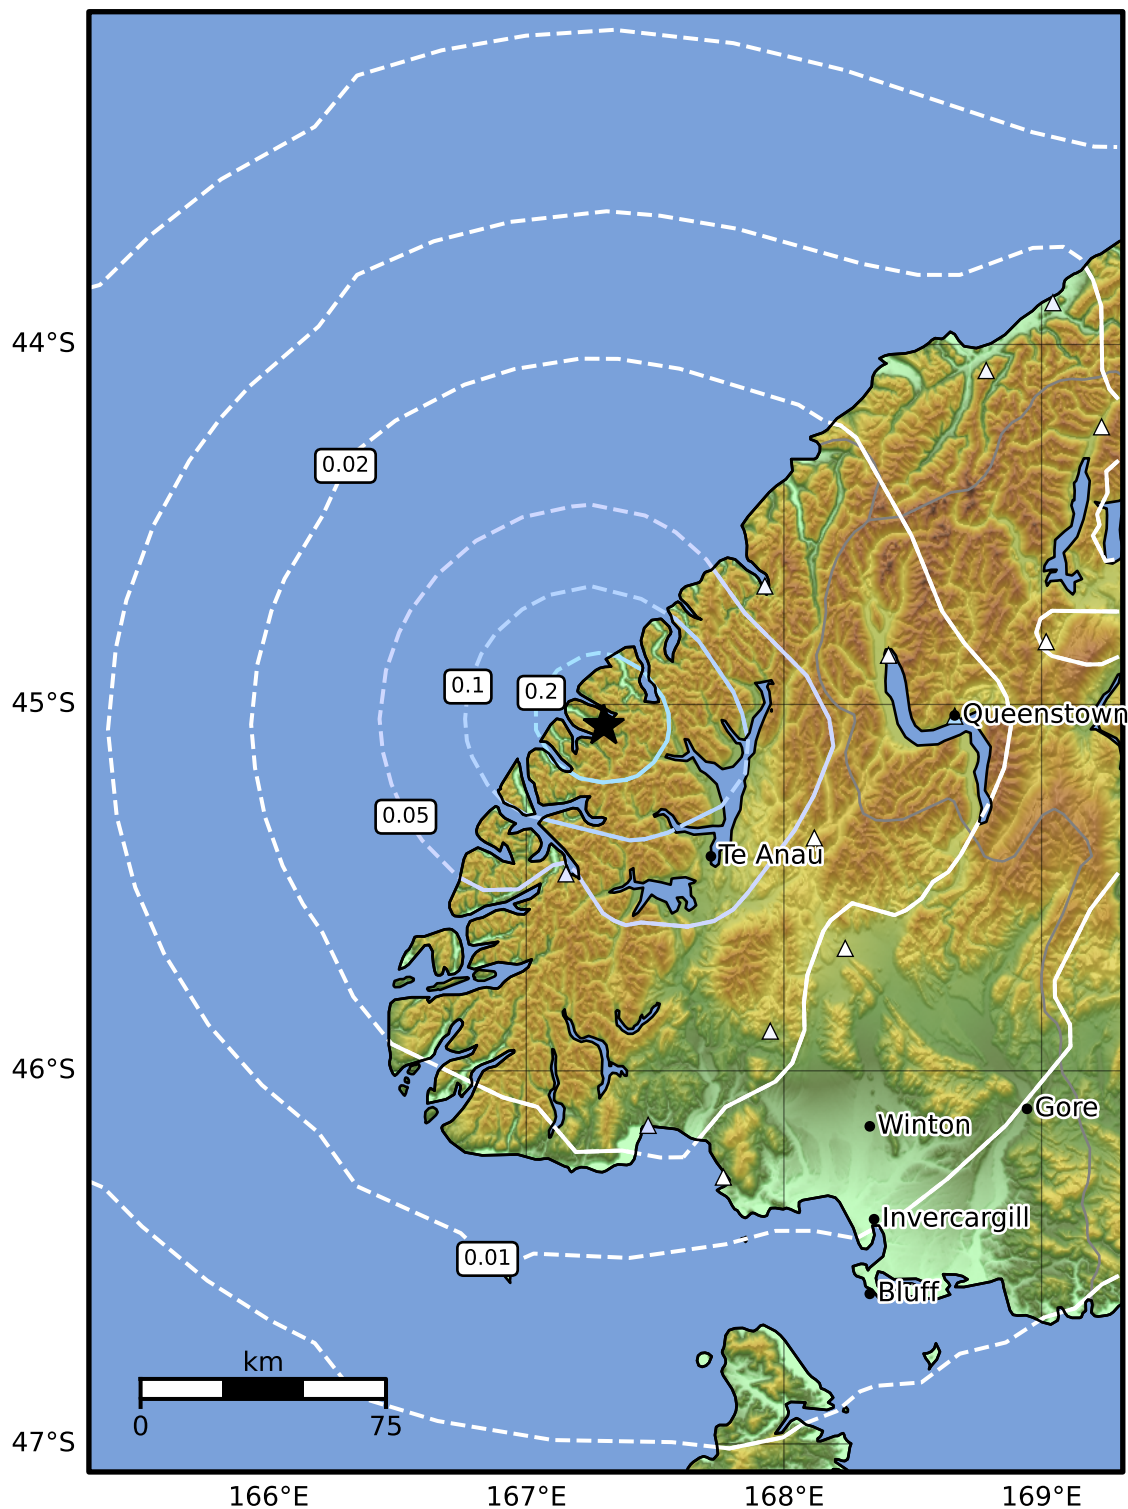 44°S
0.02
0.1
0.2
45°S
Queenstown
0.05
Te Anau
46°S
Gore
Winton
Invercargill
0.01
Bluff
km
0
75
47°S
166°E
167°E
168°E
169°E